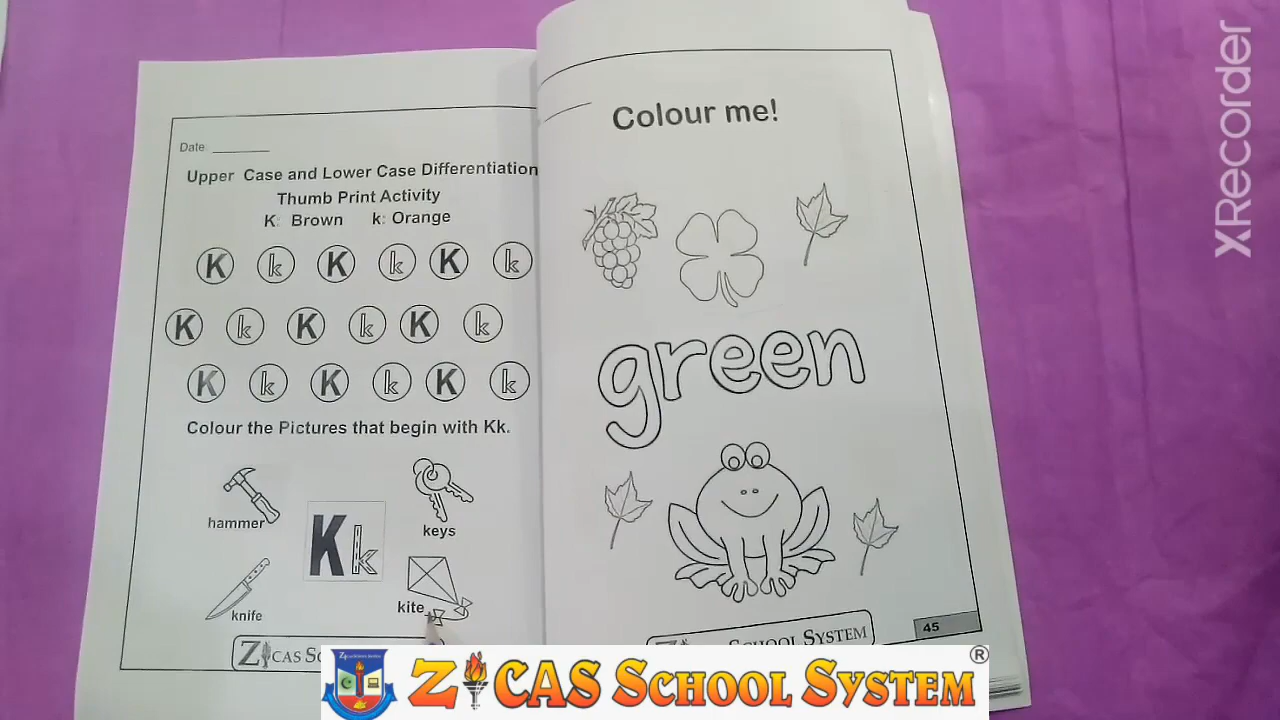 Date:
Upper Case and Lower Case Differentiation
Thumb Print Activity
K: Brown k: Orange
K k K k K k
K k K k K k
K k K k K k
Colour the Pictures that begin with Kk.
hammer
keys
Kk
knife
kite
Colour me!
green
School System
45
Z CAS School System
®
XRecorder